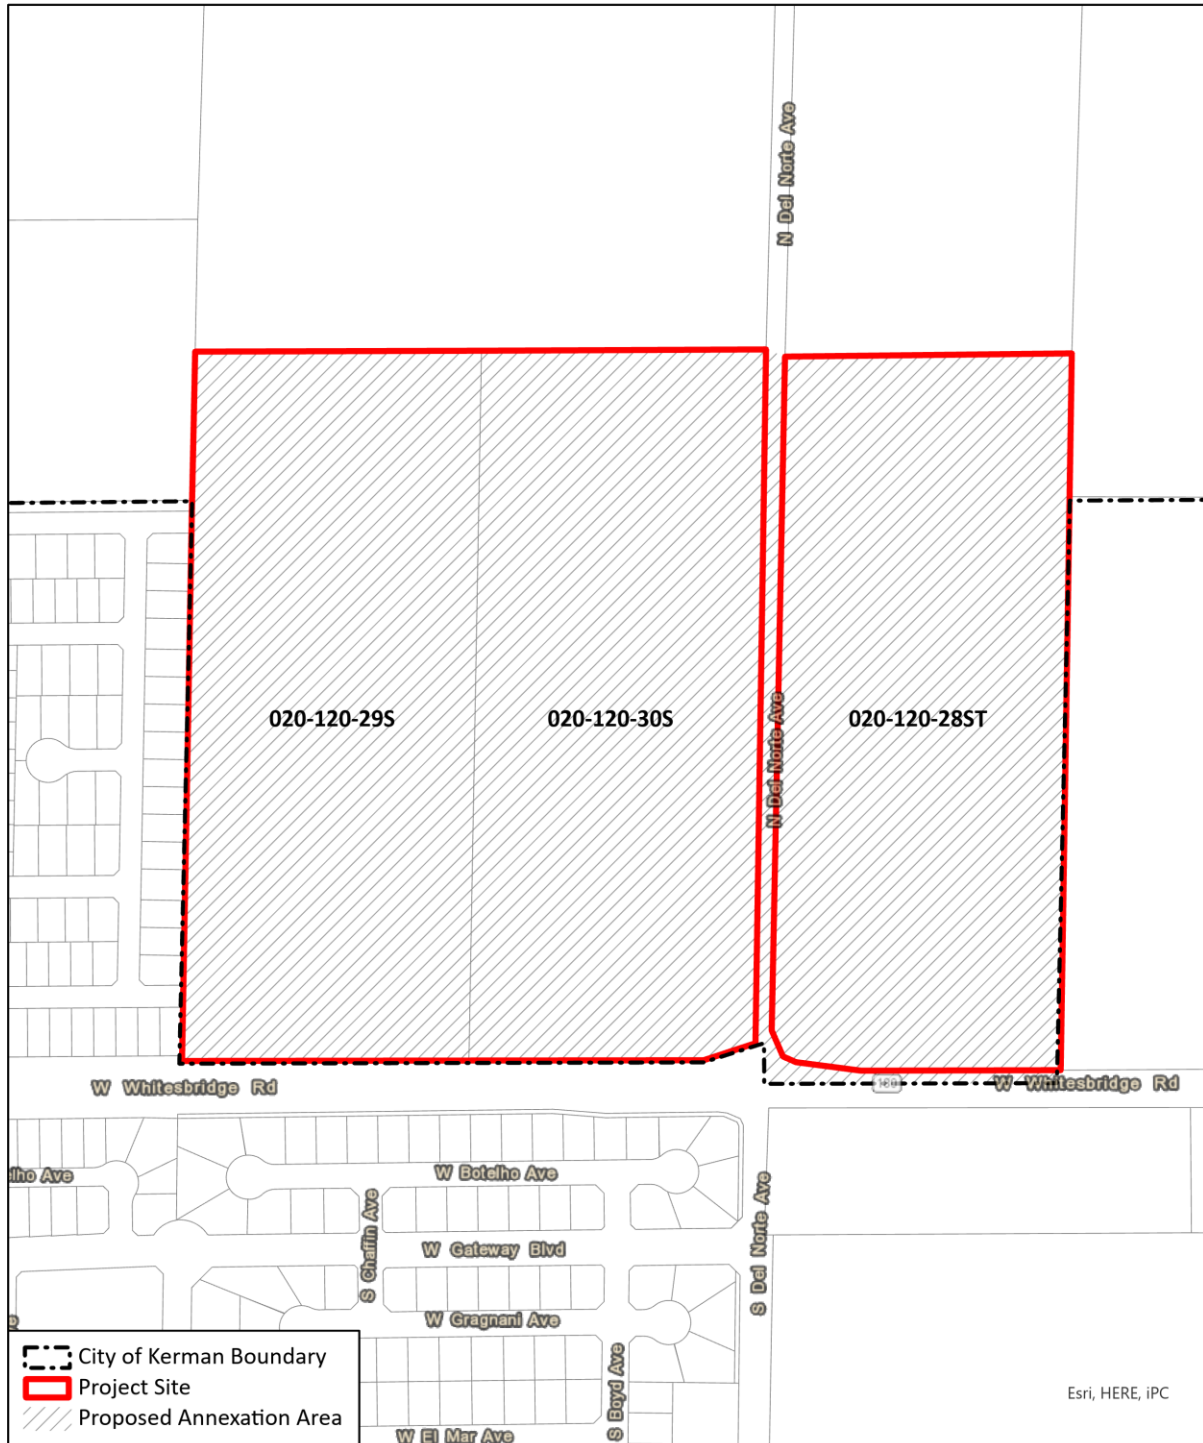 N Del Norte Ave
020-120-29S
020-120-30S
020-120-28ST
N Del Norte Ave
W Whitesbridge Rd
180
W Whitesbridge Rd
lho Ave
W Botelho Ave
S Chaffin Ave
S Del Norte Ave
W Gateway Blvd
W Gragnani Ave
S Boyd Ave
W El Mar Ave
City of Kerman Boundary
Project Site
Proposed Annexation Area
Esri, HERE, iPC